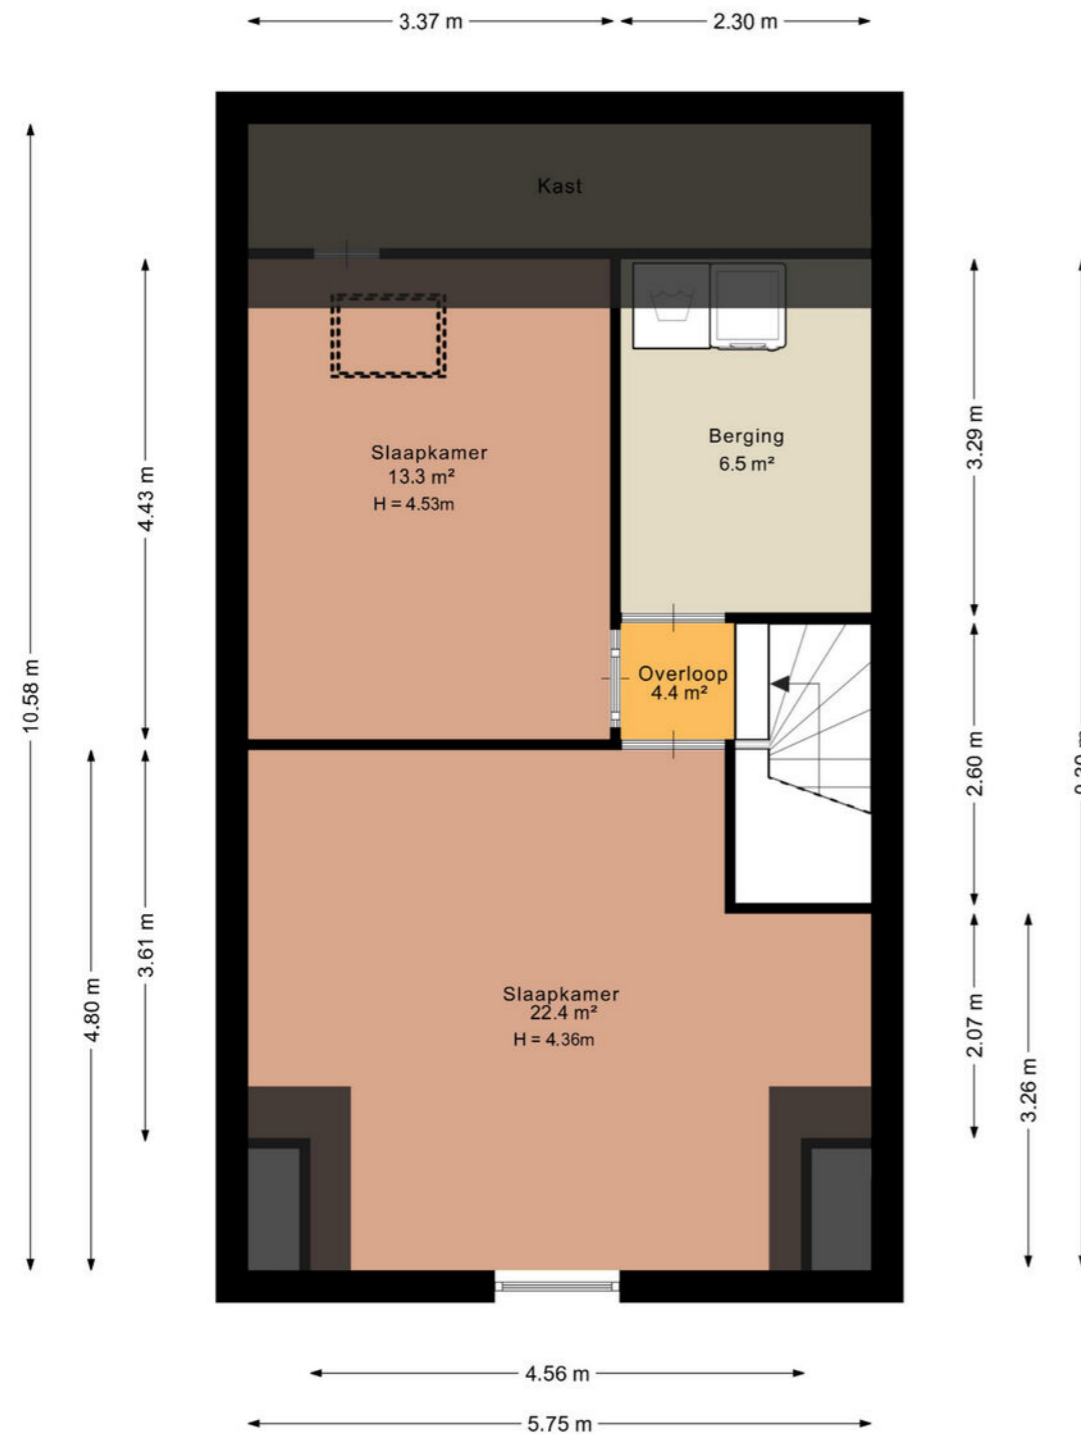 3.37 m
2.30 m
Kast
Slaapkamer
13.3 m²
H = 4.53m
Berging
6.5 m²
3.29 m
4.43 m
10.58 m
Overloop
4.4 m²
2.60 m
3.61 m
4.80 m
Slaapkamer
22.4 m²
H = 4.36m
2.07 m
3.26 m
4.56 m
5.75 m